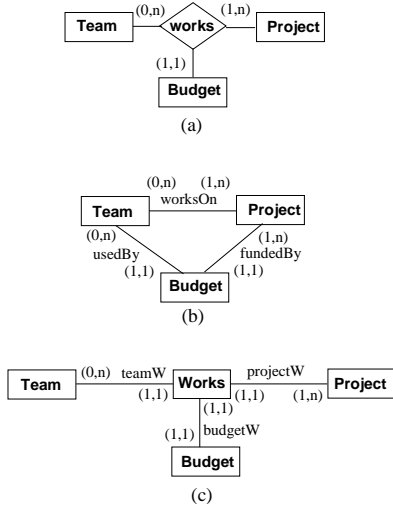 (0,n) (1,n)
Team works Project
(1,1)
Budget
(a)
(0,n) (1,n)
Team worksOn Project
(0,n) (1,n)
usedBy fundedBy
(1,1) (1,1)
Budget
(b)
(0,n) teamW projectW
Team Works Project
(1,1) (1,1) (1,n)
(1,1)
(1,1) budgetW
Budget
(c)